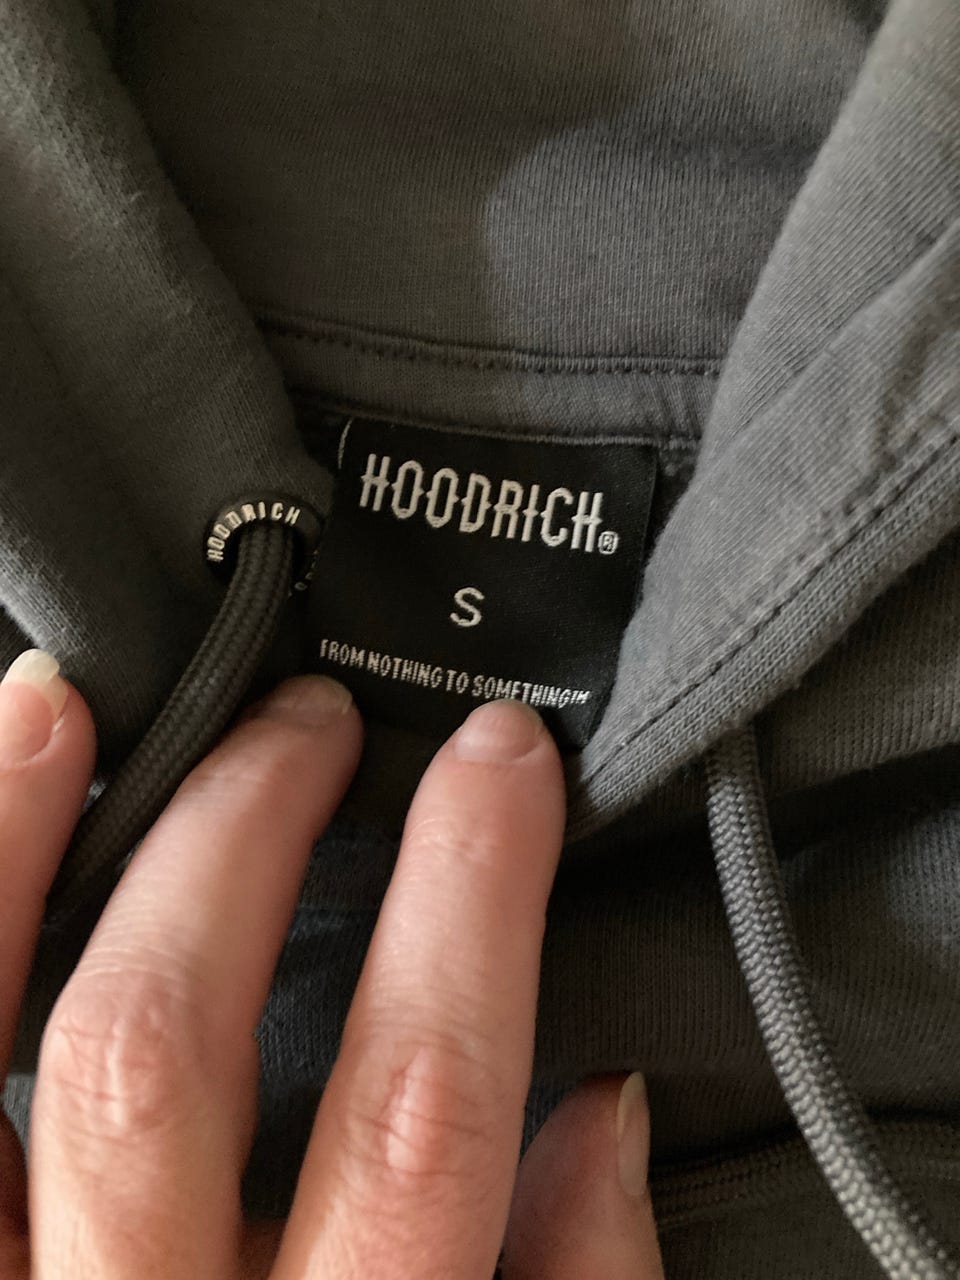 HOODRICH®
HOODRICH
S
FROM NOTHING TO SOMETHING™